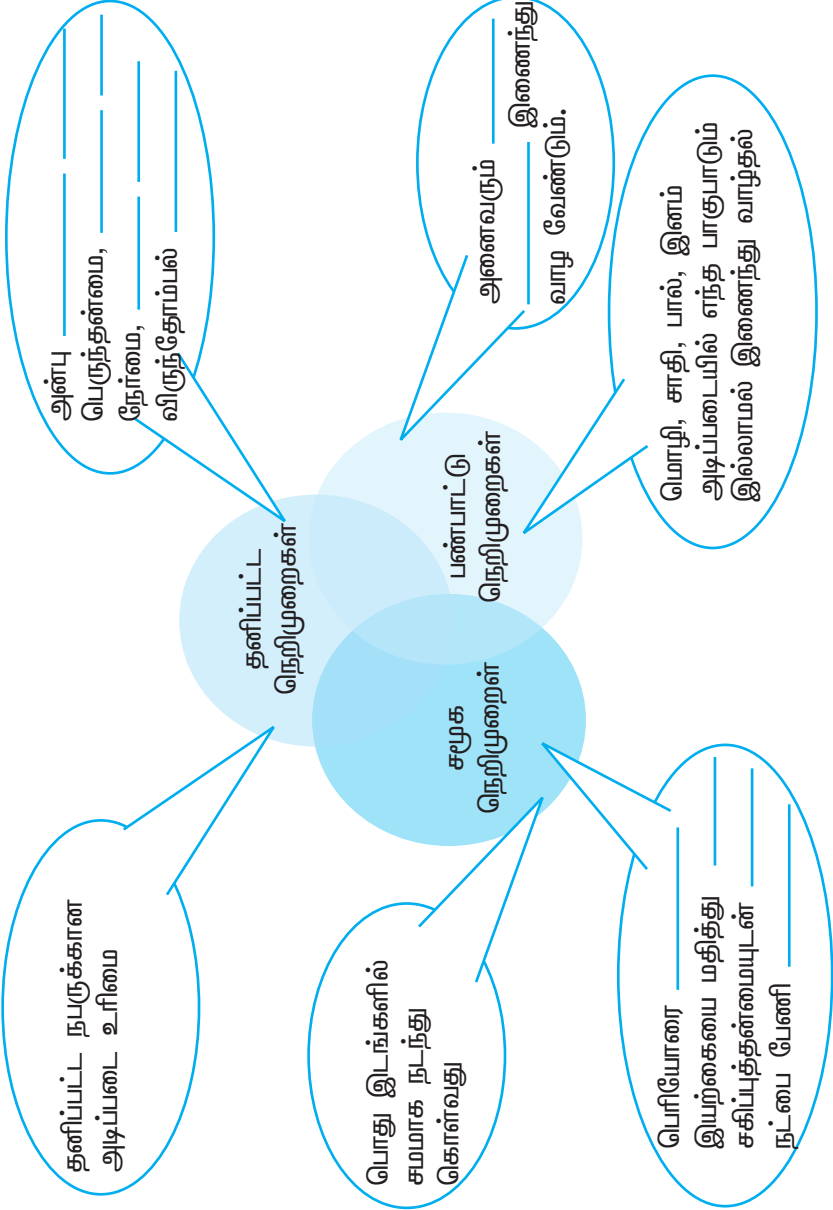 தனிப்பட்ட நபருக்கான
அடிப்படை உரிமை
அன்பு
பெருந்தன்மை,
நேர்மை,
விருந்தோம்பல்
தனிப்பட்ட
நெறிமுறைகள்
பொது இடங்களில்
சமமாக நடந்து
கொள்வது
சமூக
நெறிமுறைள்
பண்பாட்டு
நெறிமுறைகள்
அனைவரும்
இணைந்து
வாழ வேண்டும்.
பெரியோரை
இயற்கையை மதித்து
சகிப்புத்தன்மையுடன்
நட்பை பேணி
மொழி, சாதி, பால், இனம்
அடிப்படையில் எந்த பாகுபாடும்
இல்லாமல் இணைந்து வாழ்தல்